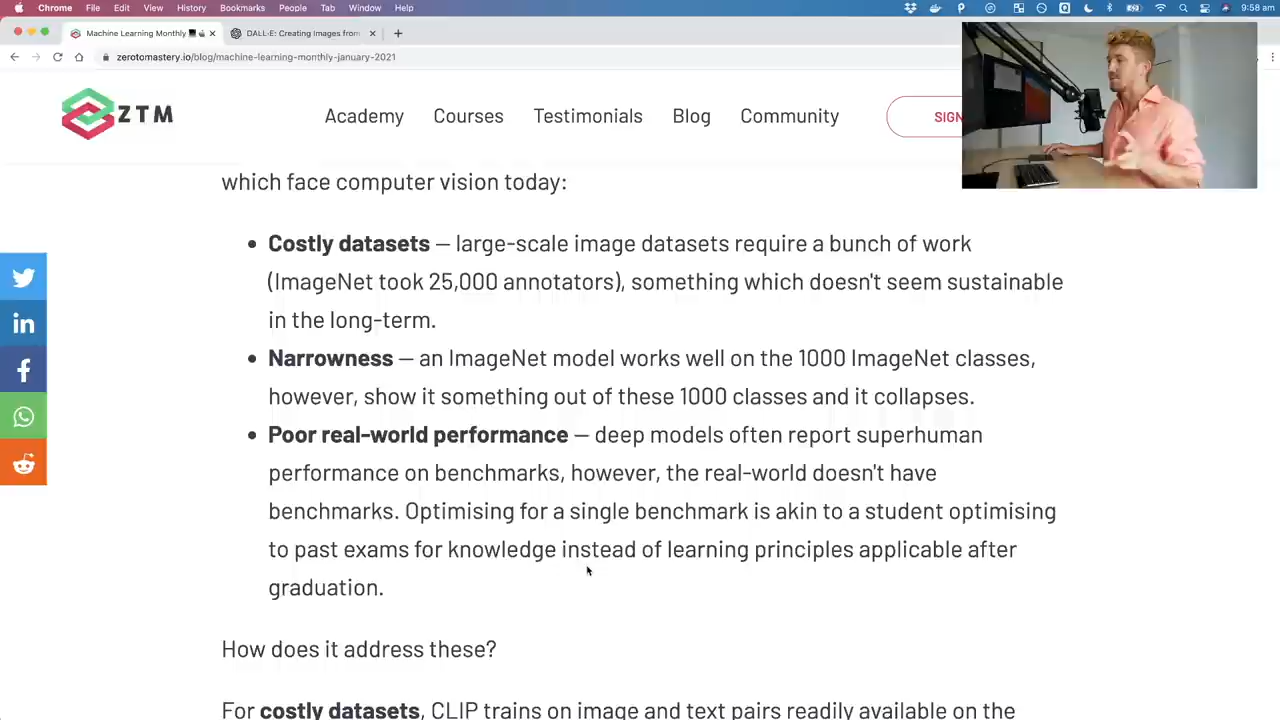 Chrome File Edit View History Bookmarks People Tab Window Help
9:58 am
Machine Learning Monthly
DALL·E: Creating Images from
zerotomastery.io/blog/machine-learning-monthly-january-2021
ZTM
Academy Courses Testimonials Blog Community SIGN
which face computer vision today:
• Costly datasets — large-scale image datasets require a bunch of work
(ImageNet took 25,000 annotators), something which doesn't seem sustainable
in the long-term.
• Narrowness — an ImageNet model works well on the 1000 ImageNet classes,
however, show it something out of these 1000 classes and it collapses.
• Poor real-world performance — deep models often report superhuman
performance on benchmarks, however, the real-world doesn't have
benchmarks. Optimising for a single benchmark is akin to a student optimising
to past exams for knowledge instead of learning principles applicable after
graduation.
How does it address these?
For costly datasets, CLIP trains on image and text pairs readily available on the